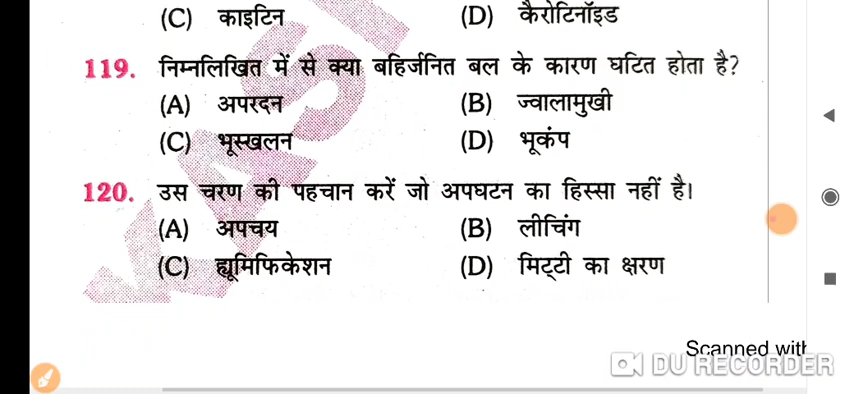 (C) काइटिन (D) कैरोटिनॉइड
119. निम्नलिखित में से क्या बहिर्जनित बल के कारण घटित होता है?
(A) अपरदन (B) ज्वालामुखी
(C) भूस्खलन (D) भूकंप
120. उस चरण की पहचान करें जो अपघटन का हिस्सा नहीं है।
(A) अपचय (B) लीचिंग
(C) ह्यूमिफिकेशन (D) मिट्टी का क्षरण
Scanned with
DU RECORDER